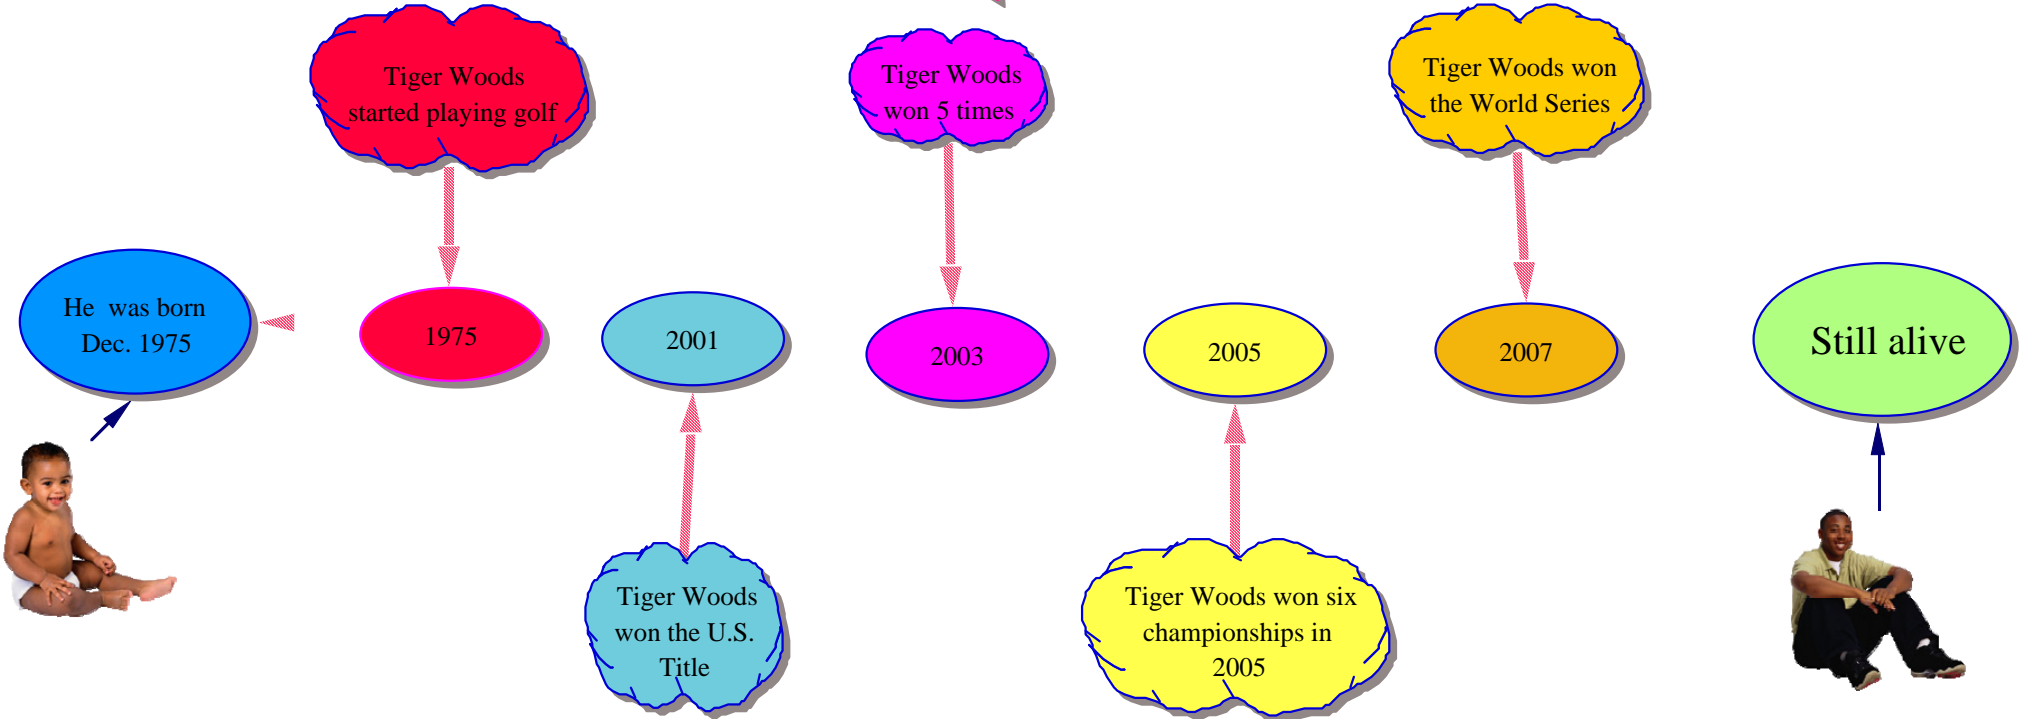 Tiger Woods
started playing golf
Tiger Woods
won 5 times
Tiger Woods won
the World Series
He was born
Dec. 1975
1975
2001
2003
2005
2007
Still alive
Tiger Woods
won the U.S.
Title
Tiger Woods won six
championships in
2005